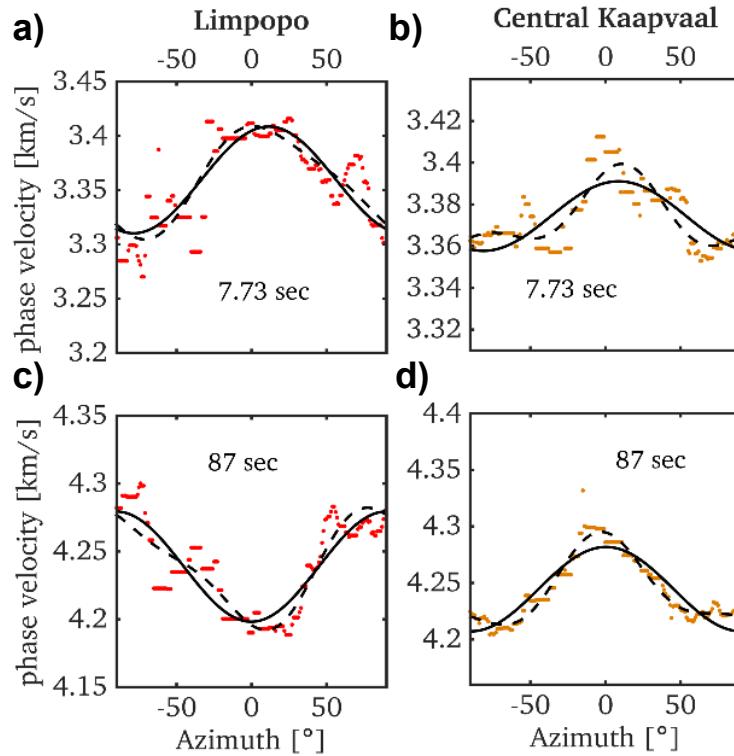 a)
Limpopo
b)
Central Kaapvaal
-50 0 50
-50 0 50
phase velocity [km/s]
3.45
3.4
3.35
3.3
3.25
3.2
7.73 sec
3.42
3.4
3.38
3.36
3.34
3.32
7.73 sec
c)
d)
phase velocity [km/s]
4.35
4.3
4.25
4.2
4.15
87 sec
4.4
4.35
4.3
4.25
4.2
87 sec
-50 0 50
-50 0 50
Azimuth [°]
Azimuth [°]